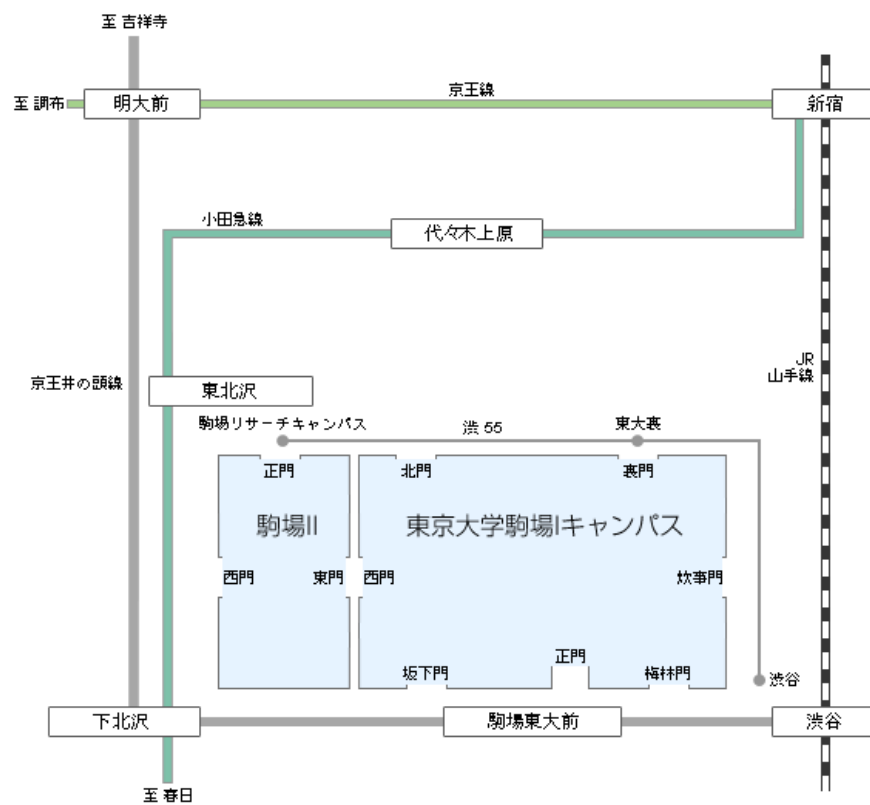 至 吉祥寺
至 調布
明大前
京王線
新宿
小田急線
代々木上原
JR
山手線
京王井の頭線
東北沢
駒場リサーチキャンパス
渋 55
東大裏
正門
北門
裏門
駒場II
東京大学駒場Iキャンパス
西門
東門
西門
炊事門
坂下門
正門
梅林門
渋谷
下北沢
駒場東大前
渋谷
至 春日